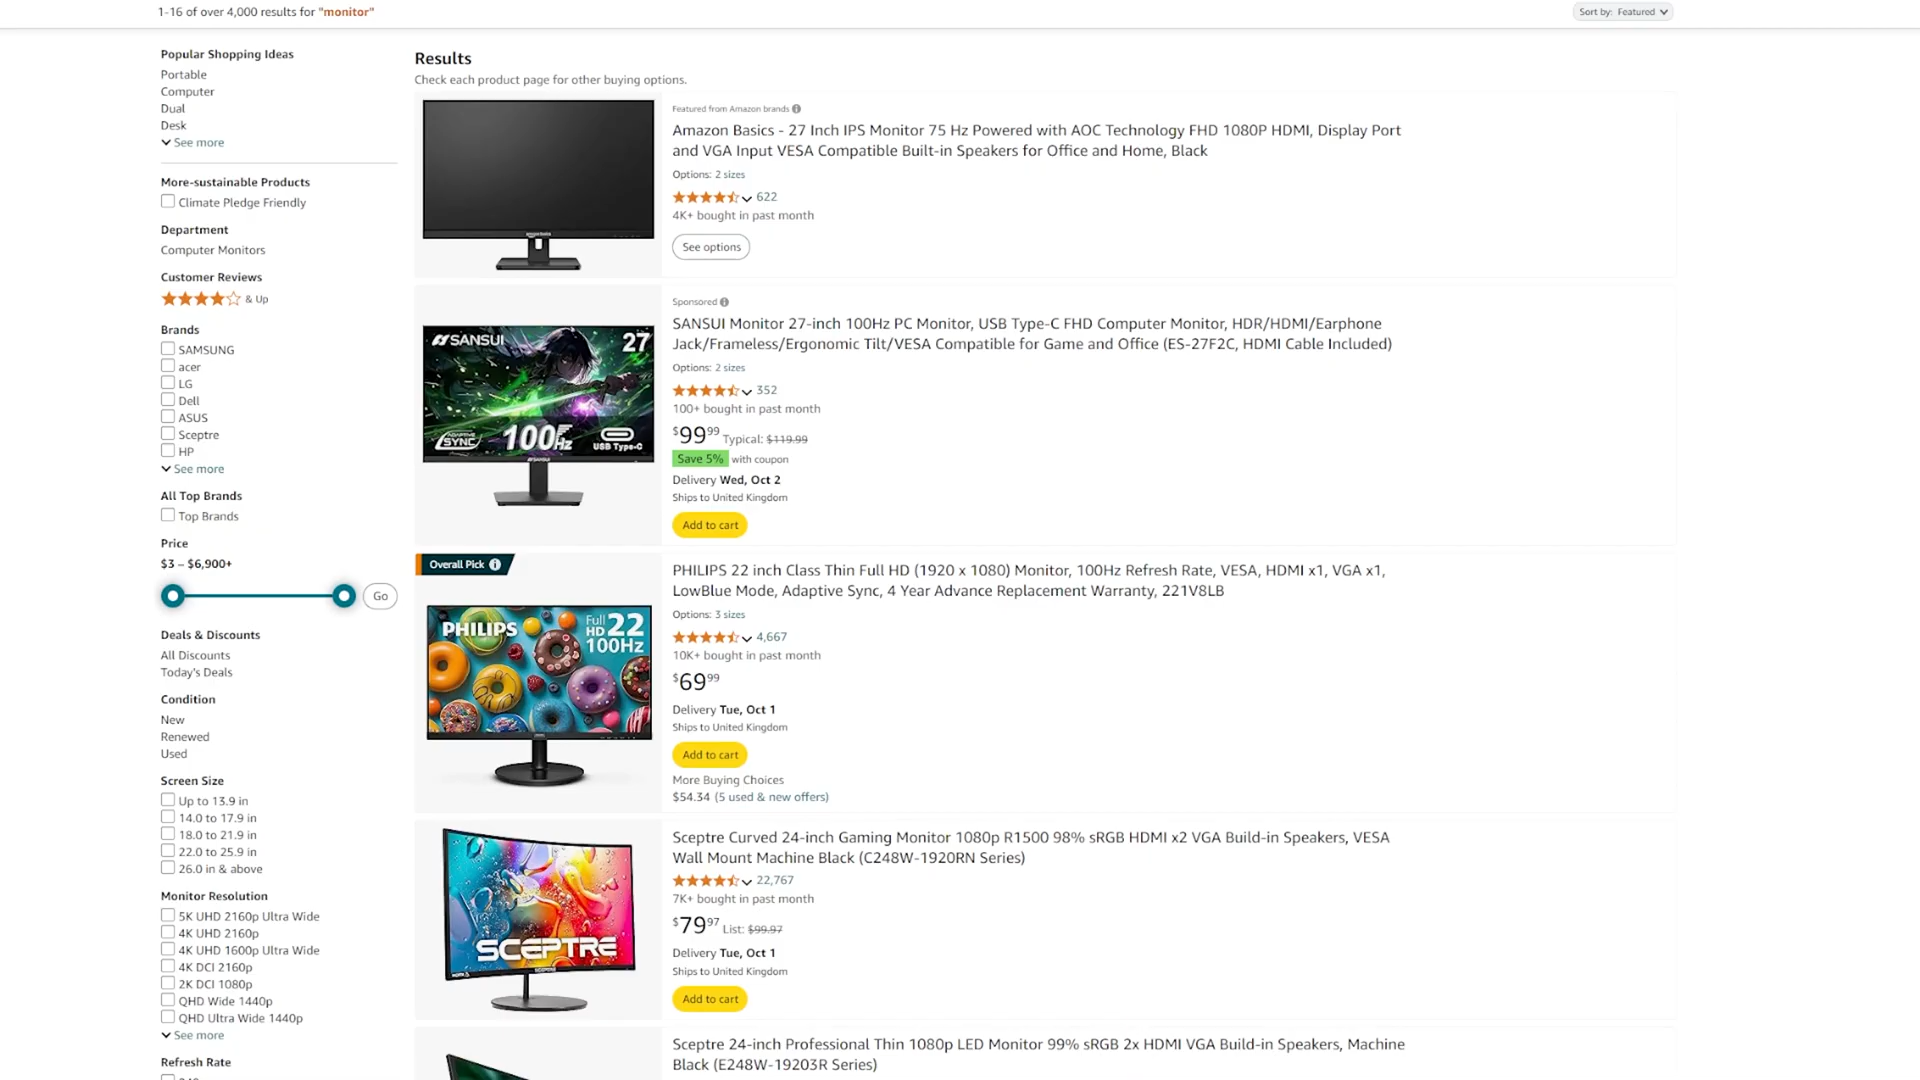 1-16 of over 4,000 results for "monitor"
Sort by: Featured
Popular Shopping Ideas
Portable
Computer
Dual
Desk
See more
More-sustainable Products
Climate Pledge Friendly
Department
Computer Monitors
Customer Reviews
& Up
Brands
SAMSUNG
acer
LG
Dell
ASUS
Sceptre
HP
See more
All Top Brands
Top Brands
Price
$3 – $6,900+
Go
Deals & Discounts
All Discounts
Today's Deals
Condition
New
Renewed
Used
Screen Size
Up to 13.9 in
14.0 to 17.9 in
18.0 to 21.9 in
22.0 to 25.9 in
26.0 in & above
Monitor Resolution
5K UHD 2160p Ultra Wide
4K UHD 2160p
4K UHD 1600p Ultra Wide
4K DCI 2160p
2K DCI 1080p
QHD Wide 1440p
QHD Ultra Wide 1440p
See more
Refresh Rate
Results
Check each product page for other buying options.
Featured from Amazon brands
Amazon Basics - 27 Inch IPS Monitor 75 Hz Powered with AOC Technology FHD 1080P HDMI, Display Port
and VGA Input VESA Compatible Built-in Speakers for Office and Home, Black
Options: 2 sizes
622
4K+ bought in past month
See options
SANSUI 27
ADAPTIVE
SYNC
100Hz
USB Type-C
Sponsored
SANSUI Monitor 27-inch 100Hz PC Monitor, USB Type-C FHD Computer Monitor, HDR/HDMI/Earphone
Jack/Frameless/Ergonomic Tilt/VESA Compatible for Game and Office (ES-27F2C, HDMI Cable Included)
Options: 2 sizes
352
100+ bought in past month
$99.99 Typical: $119.99
Save 5% with coupon
Delivery Wed, Oct 2
Ships to United Kingdom
Add to cart
Overall Pick
PHILIPS
Full HD 22
100Hz
PHILIPS 22 inch Class Thin Full HD (1920 x 1080) Monitor, 100Hz Refresh Rate, VESA, HDMI x1, VGA x1,
LowBlue Mode, Adaptive Sync, 4 Year Advance Replacement Warranty, 221V8LB
Options: 3 sizes
4,667
10K+ bought in past month
$69.99
Delivery Tue, Oct 1
Ships to United Kingdom
Add to cart
More Buying Choices
$54.34 (5 used & new offers)
SCEPTRE
Sceptre Curved 24-inch Gaming Monitor 1080p R1500 98% sRGB HDMI x2 VGA Build-in Speakers, VESA
Wall Mount Machine Black (C248W-1920RN Series)
22,767
7K+ bought in past month
$79.97 List: $99.97
Delivery Tue, Oct 1
Ships to United Kingdom
Add to cart
Sceptre 24-inch Professional Thin 1080p LED Monitor 99% sRGB 2x HDMI VGA Build-in Speakers, Machine
Black (E248W-19203R Series)